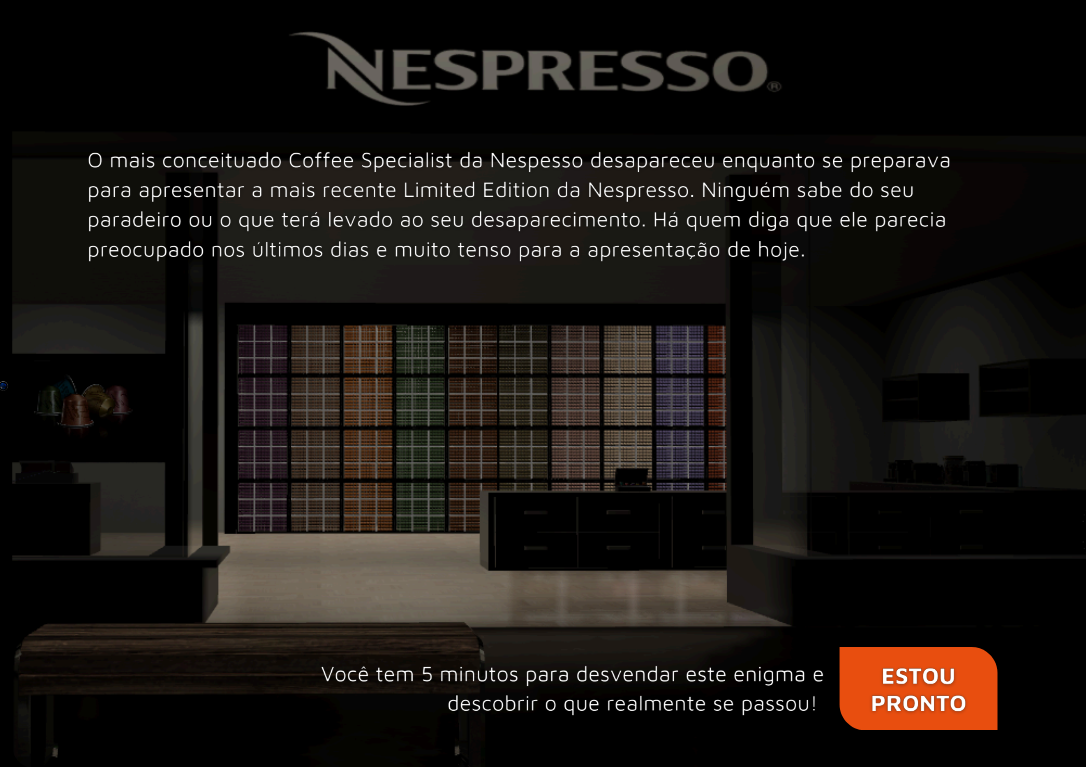 NESPRESSO®
O mais conceituado Coffee Specialist da Nespesso desapareceu enquanto se preparava
para apresentar a mais recente Limited Edition da Nespresso. Ninguém sabe do seu
paradeiro ou o que terá levado ao seu desaparecimento. Há quem diga que ele parecia
preocupado nos últimos dias e muito tenso para a apresentação de hoje.
Você tem 5 minutos para desvendar este enigma e
descobrir o que realmente se passou!
ESTOU
PRONTO